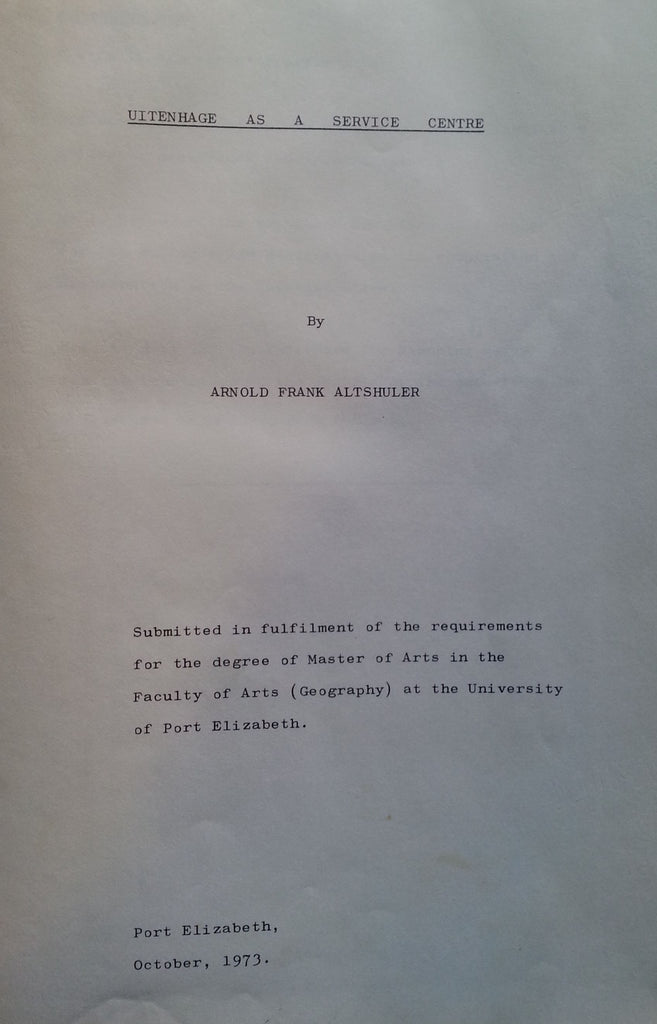 UITENHAGE AS A SERVICE CENTRE
By
ARNOLD FRANK ALTSHULER
Submitted in fulfilment of the requirements
for the degree of Master of Arts in the
Faculty of Arts (Geography) at the University
of Port Elizabeth.
Port Elizabeth,
October, 1973.